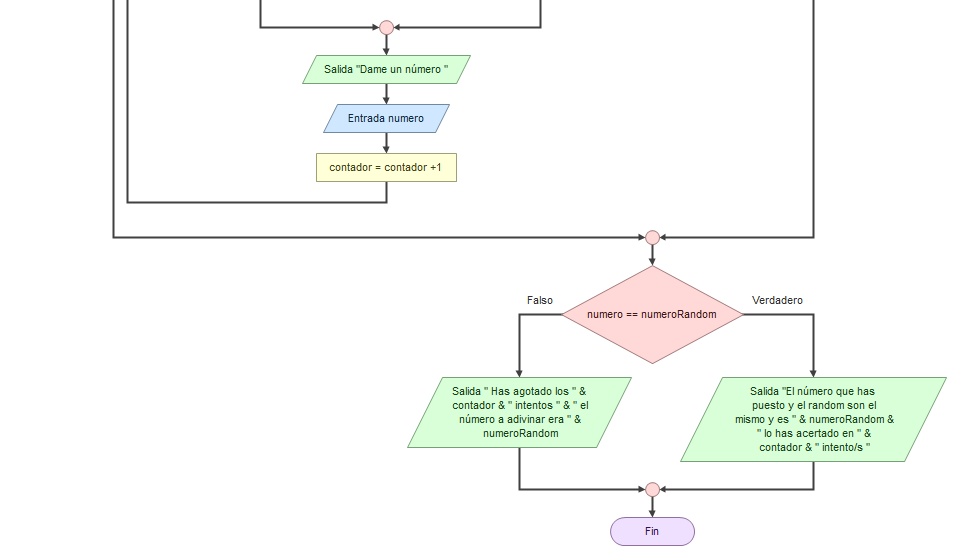 Salida "Dame un número "
Entrada numero
contador = contador +1
Falso
Verdadero
numero == numeroRandom
Salida " Has agotado los " &
contador & " intentos " & " el
número a adivinar era " &
numeroRandom
Salida "El número que has
puesto y el random son el
mismo y es " & numeroRandom &
" lo has acertado en " &
contador & " intento/s "
Fin